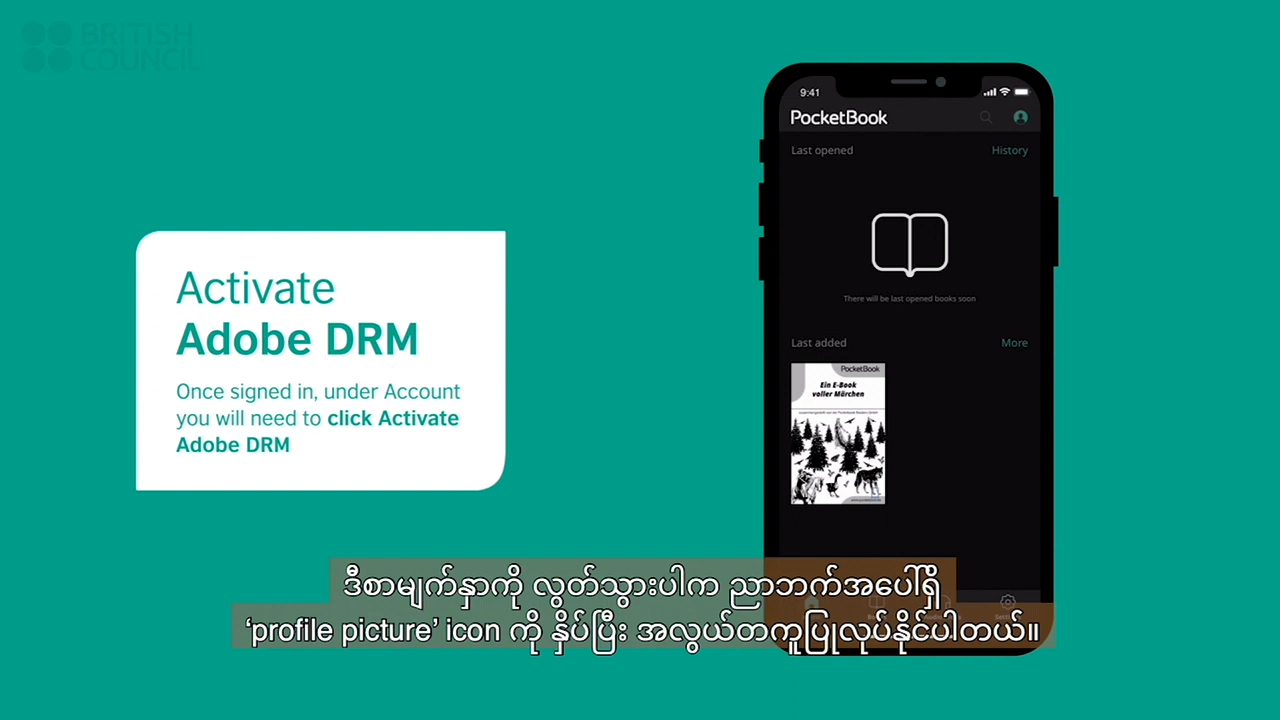 BRITISH
COUNCIL
Activate
Adobe DRM
Once signed in, under Account
you will need to click Activate
Adobe DRM
9:41
PocketBook
Last opened
History
There will be last opened books soon
Last added
More
PocketBook
Ein E-Book
voller Märchen
ဒီစာမျက်နှာကို လွတ်သွားပါက ညာဘက်အပေါ်ရှိ
‘profile picture’ icon ကို နှိပ်ပြီး အလွယ်တကူပြုလုပ်နိုင်ပါတယ်။